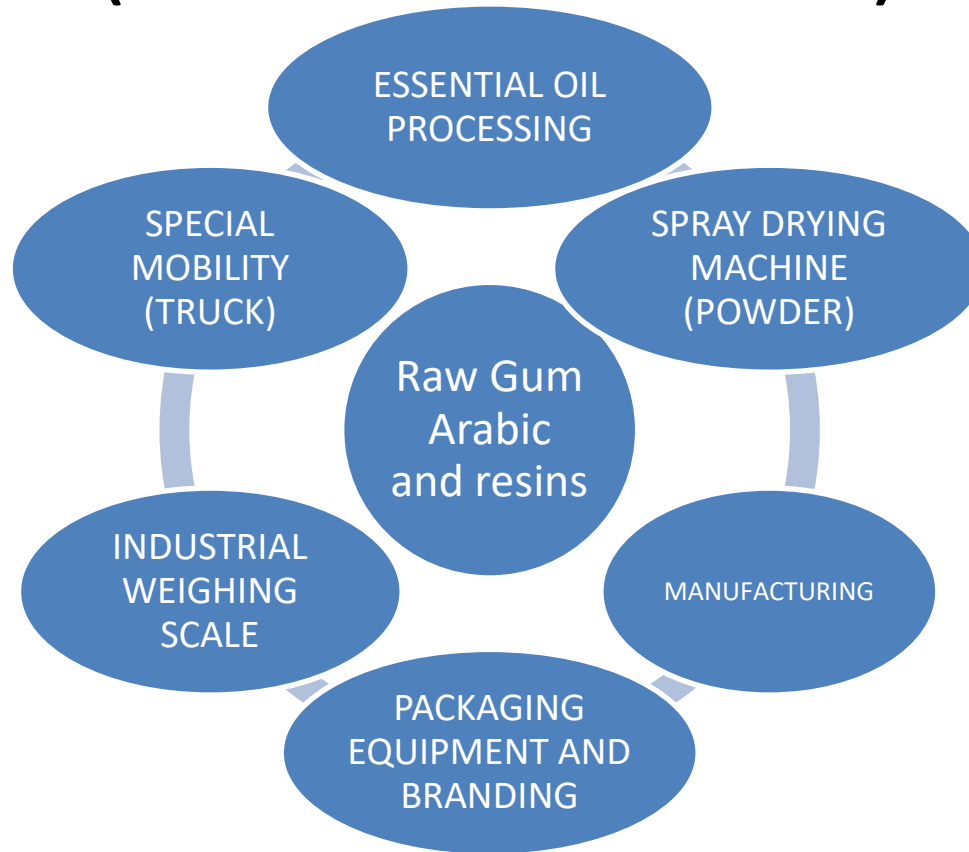 ESSENTIAL OIL
PROCESSING
SPECIAL
MOBILITY
(TRUCK)
SPRAY DRYING
MACHINE
(POWDER)
Raw Gum
Arabic
and resins
INDUSTRIAL
WEIGHING
SCALE
MANUFACTURING
PACKAGING
EQUIPMENT AND
BRANDING